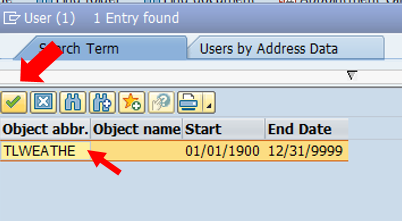 User (1) 1 Entry found
Search Term Users by Address Data
Object abbr. Object name Start End Date
TLWEATHE 01/01/1900 12/31/9999